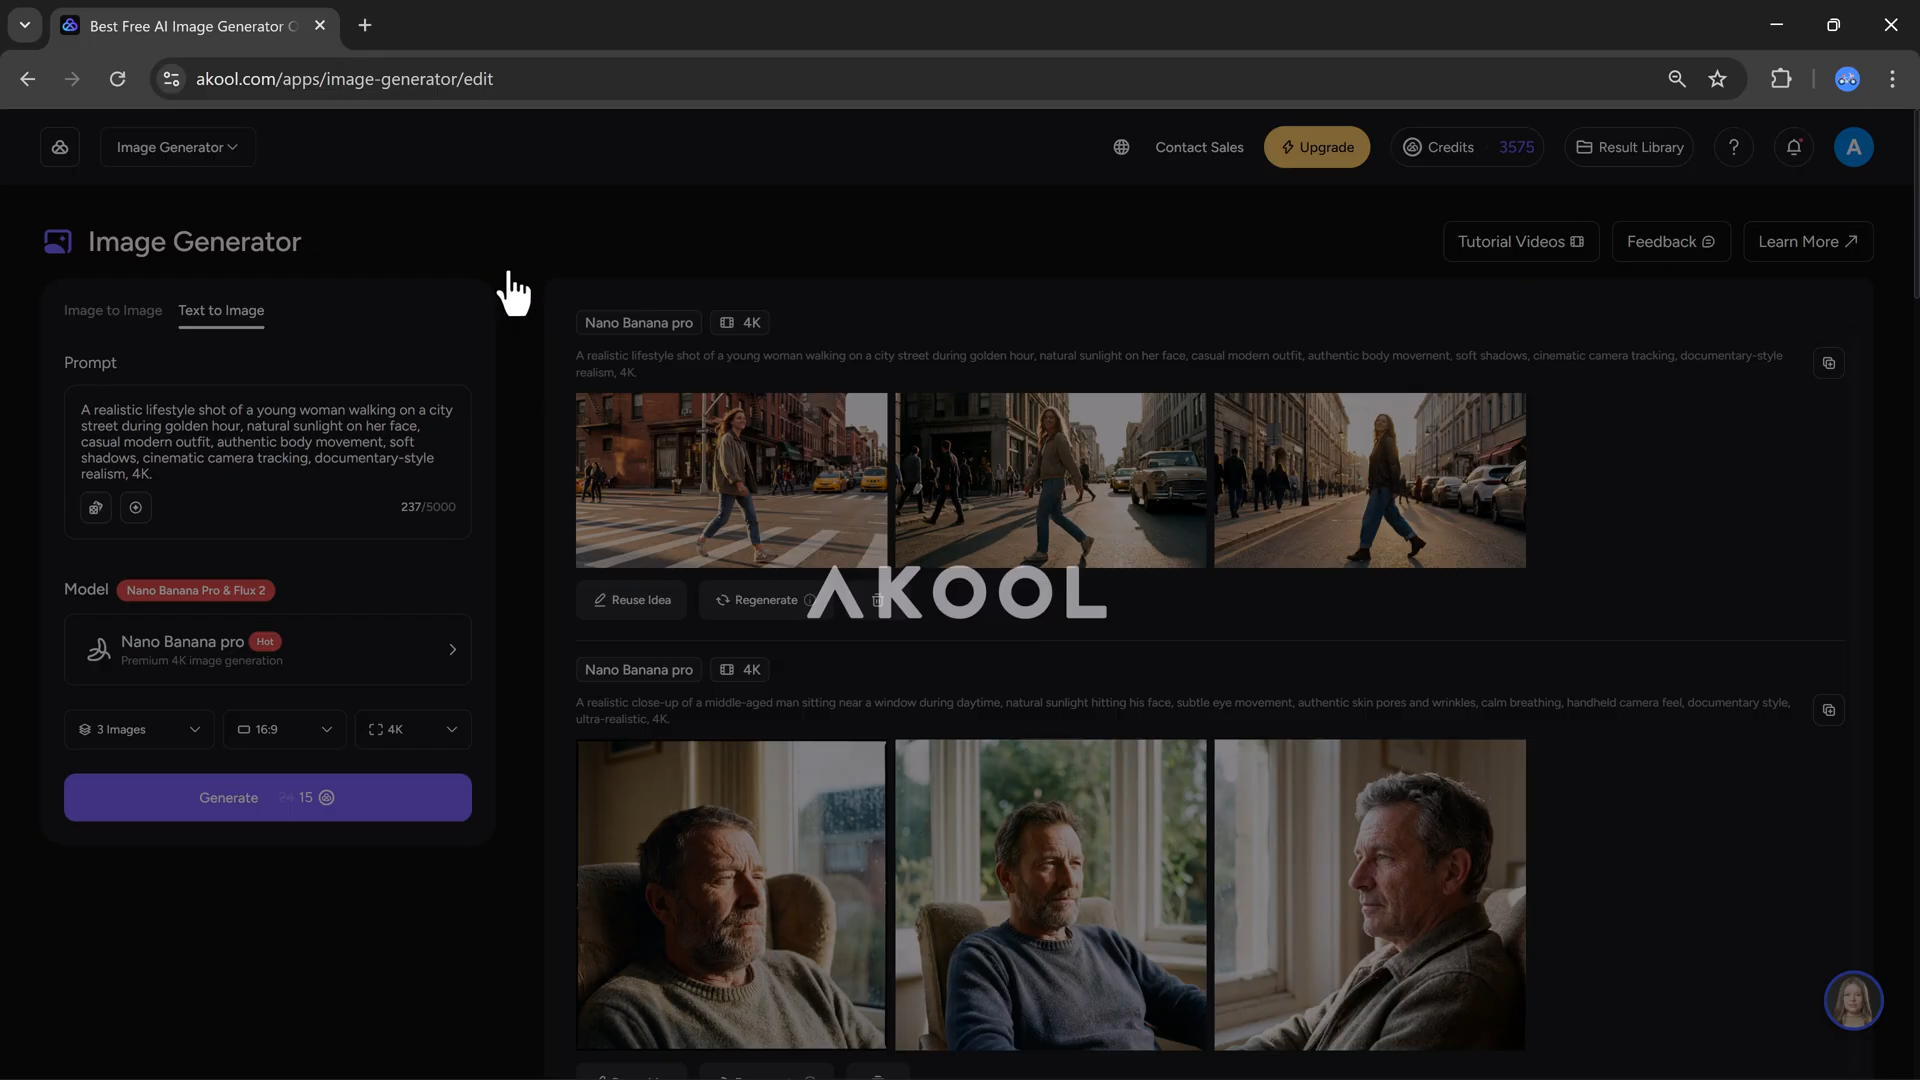 Best Free AI Image Generator
akool.com/apps/image-generator/edit
Image Generator
Contact Sales
Upgrade
Credits
3575
Result Library
?
A
Image Generator
Tutorial Videos
Feedback
Learn More
Image to Image
Text to Image
Prompt
A realistic lifestyle shot of a young woman walking on a city
street during golden hour, natural sunlight on her face,
casual modern outfit, authentic body movement, soft
shadows, cinematic camera tracking, documentary-style
realism, 4K.
237/5000
Model
Nano Banana Pro & Flux 2
Nano Banana pro
Hot
Premium 4K image generation
3 Images
16:9
4K
Generate
24
15
Nano Banana pro
4K
A realistic lifestyle shot of a young woman walking on a city street during golden hour, natural sunlight on her face, casual modern outfit, authentic body movement, soft shadows, cinematic camera tracking, documentary-style
realism, 4K.
Reuse Idea
Regenerate
AKOOL
Nano Banana pro
4K
A realistic close-up of a middle-aged man sitting near a window during daytime, natural sunlight hitting his face, subtle eye movement, authentic skin pores and wrinkles, calm breathing, handheld camera feel, documentary style,
ultra-realistic, 4K.